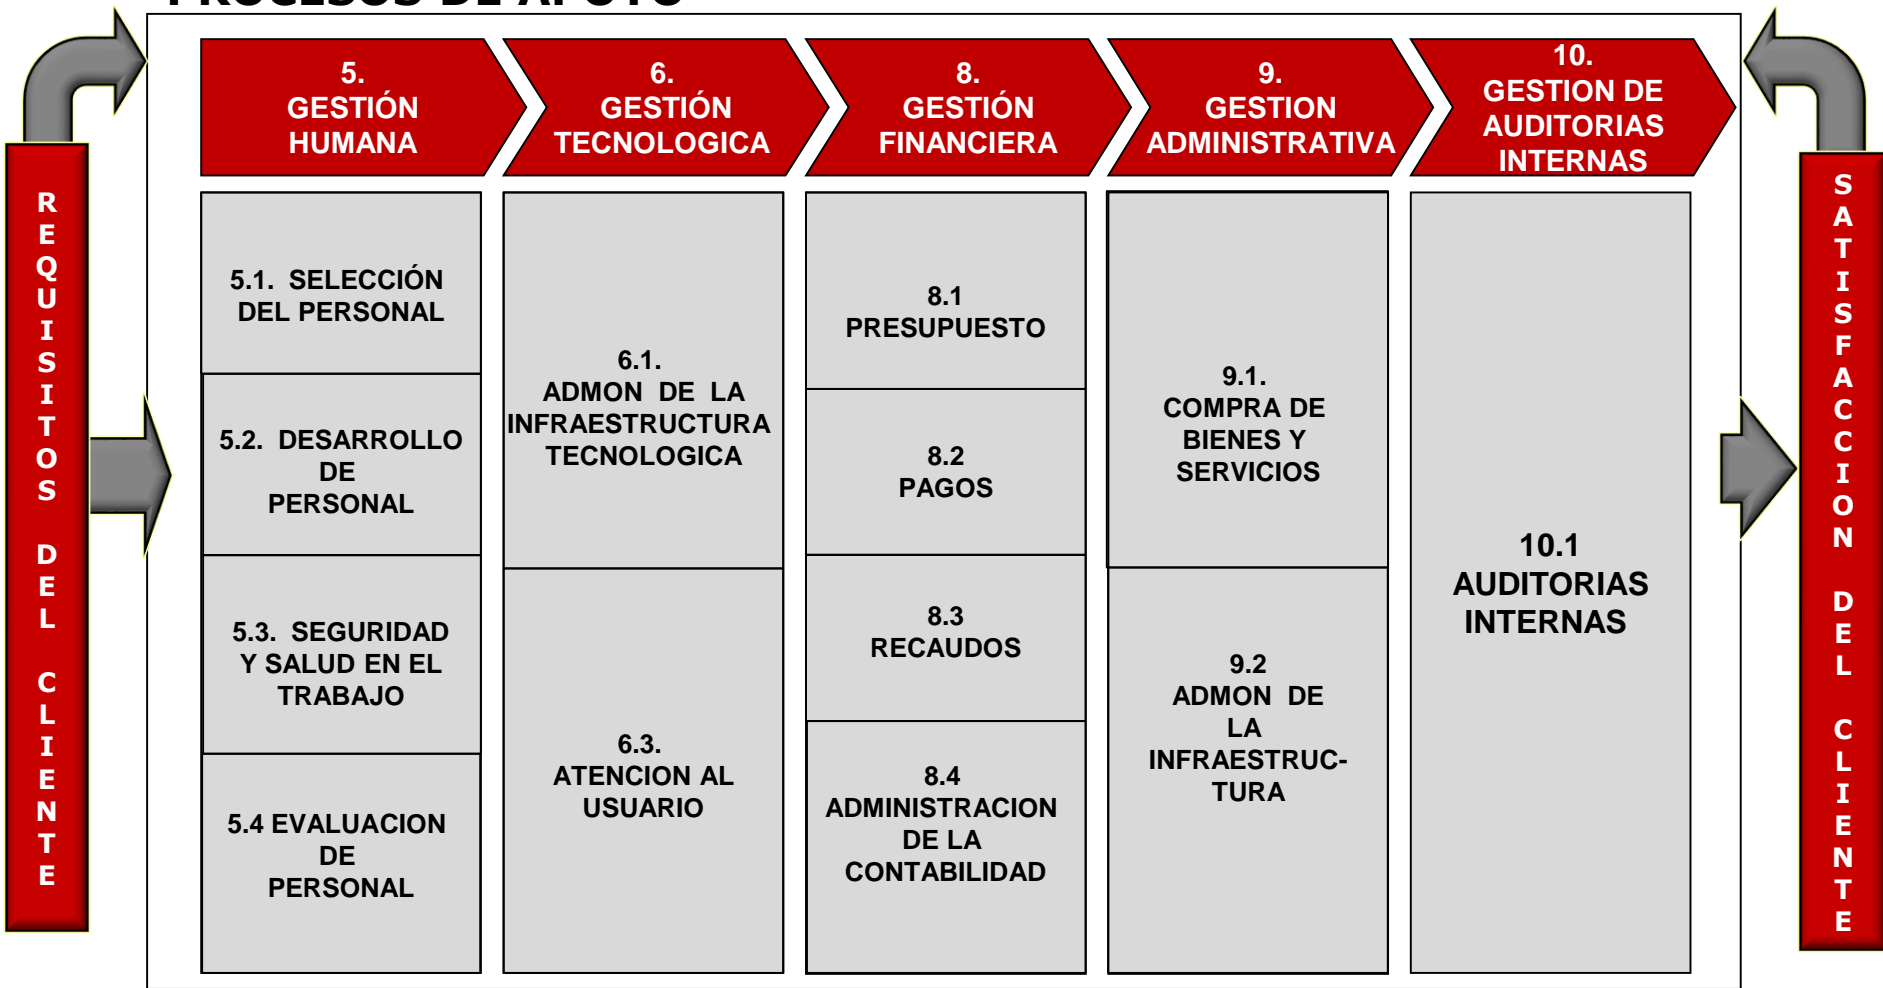 PROCESOS DE APOYO
REQUISITOS DEL CLIENTE
5.
GESTIÓN
HUMANA
6.
GESTIÓN
TECNOLOGICA
8.
GESTIÓN
FINANCIERA
9.
GESTION
ADMINISTRATIVA
10.
GESTION DE
AUDITORIAS
INTERNAS
5.1. SELECCIÓN
DEL PERSONAL
5.2. DESARROLLO
DE
PERSONAL
5.3. SEGURIDAD
Y SALUD EN EL
TRABAJO
5.4 EVALUACION
DE
PERSONAL
6.1.
ADMON DE LA
INFRAESTRUCTURA
TECNOLOGICA
6.3.
ATENCION AL
USUARIO
8.1
PRESUPUESTO
8.2
PAGOS
8.3
RECAUDOS
8.4
ADMINISTRACION
DE LA
CONTABILIDAD
9.1.
COMPRA DE
BIENES Y
SERVICIOS
9.2
ADMON DE
LA
INFRAESTRUC-
TURA
10.1
AUDITORIAS
INTERNAS
SATISFACCION DEL CLIENTE